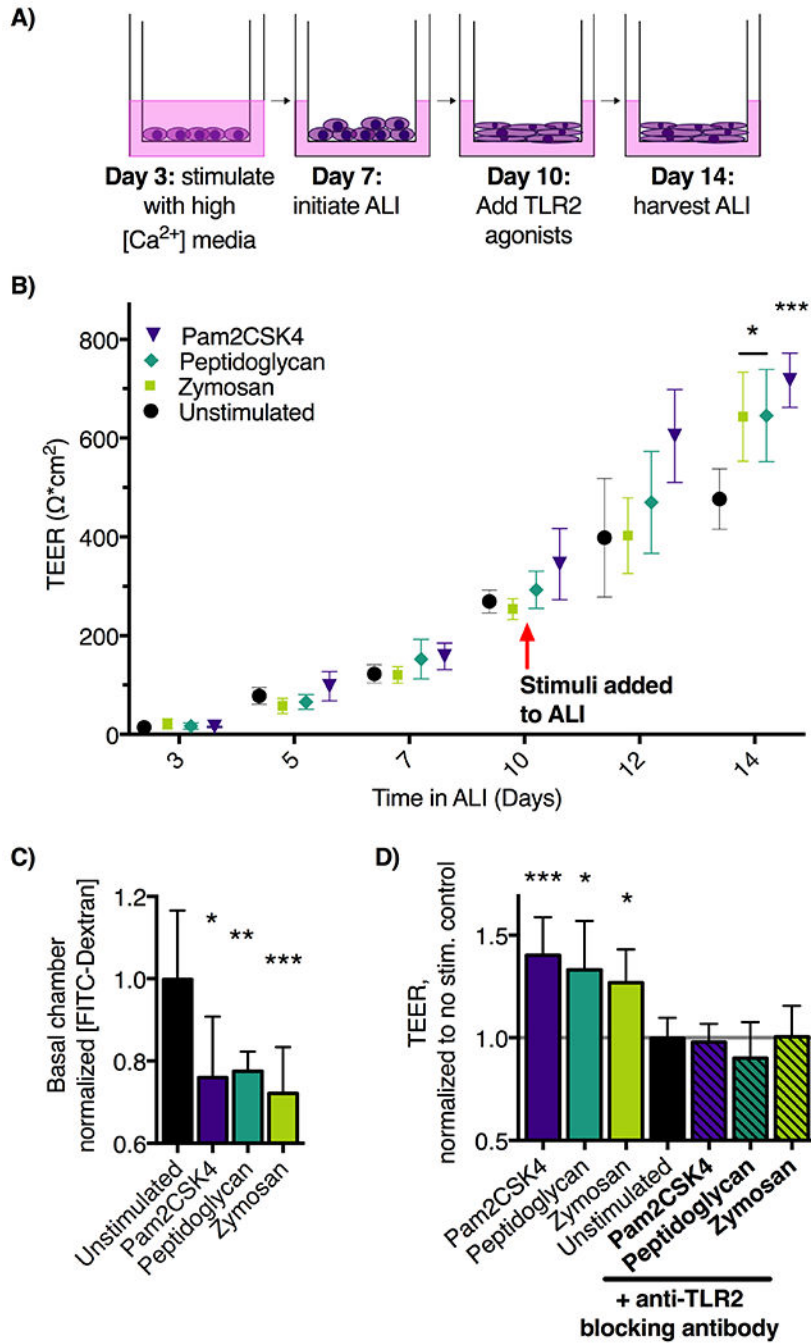 A)
Day 3: stimulate
with high
[Ca2+] media
Day 7:
initiate ALI
Day 10:
Add TLR2
agonists
Day 14:
harvest ALI
B)
TEER (Ω*cm²)
800
600
400
200
0
Pam2CSK4
Peptidoglycan
Zymosan
Unstimulated
*
***
Stimuli added
to ALI
3
5
7
10
12
14
Time in ALI (Days)
C)
Basal chamber
normalized [FITC-Dextran]
1.2
1.0
0.8
0.6
*
**
***
Unstimulated
Pam2CSK4
Peptidoglycan
Zymosan
D)
TEER,
normalized to no stim. control
1.5
1.0
0.5
***
*
*
Pam2CSK4
Peptidoglycan
Zymosan
Unstimulated
Pam2CSK4
Peptidoglycan
Zymosan
+ anti-TLR2
blocking antibody